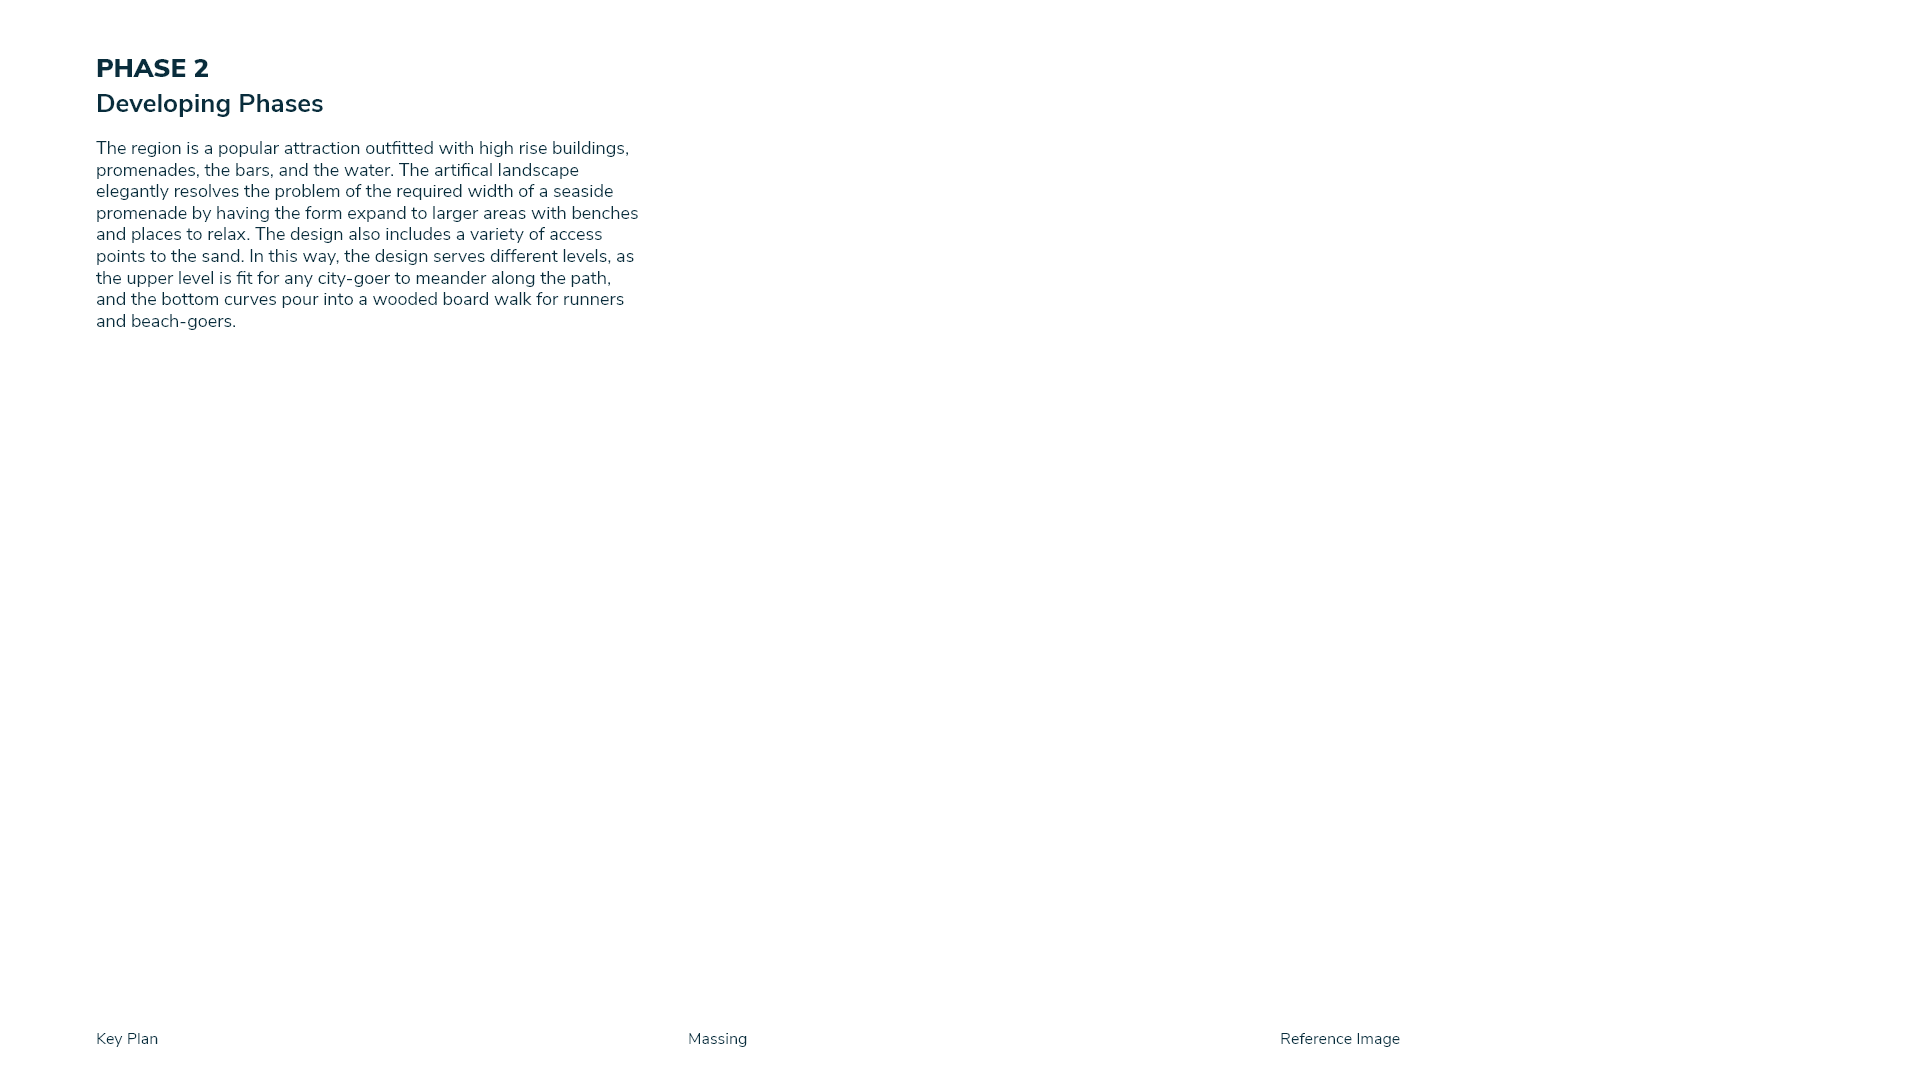 PHASE 2
Developing Phases
The region is a popular attraction outfitted with high rise buildings,
promenades, the bars, and the water. The artifical landscape
elegantly resolves the problem of the required width of a seaside
promenade by having the form expand to larger areas with benches
and places to relax. The design also includes a variety of access
points to the sand. In this way, the design serves different levels, as
the upper level is fit for any city-goer to meander along the path,
and the bottom curves pour into a wooded board walk for runners
and beach-goers.
Key Plan
Massing
Reference Image